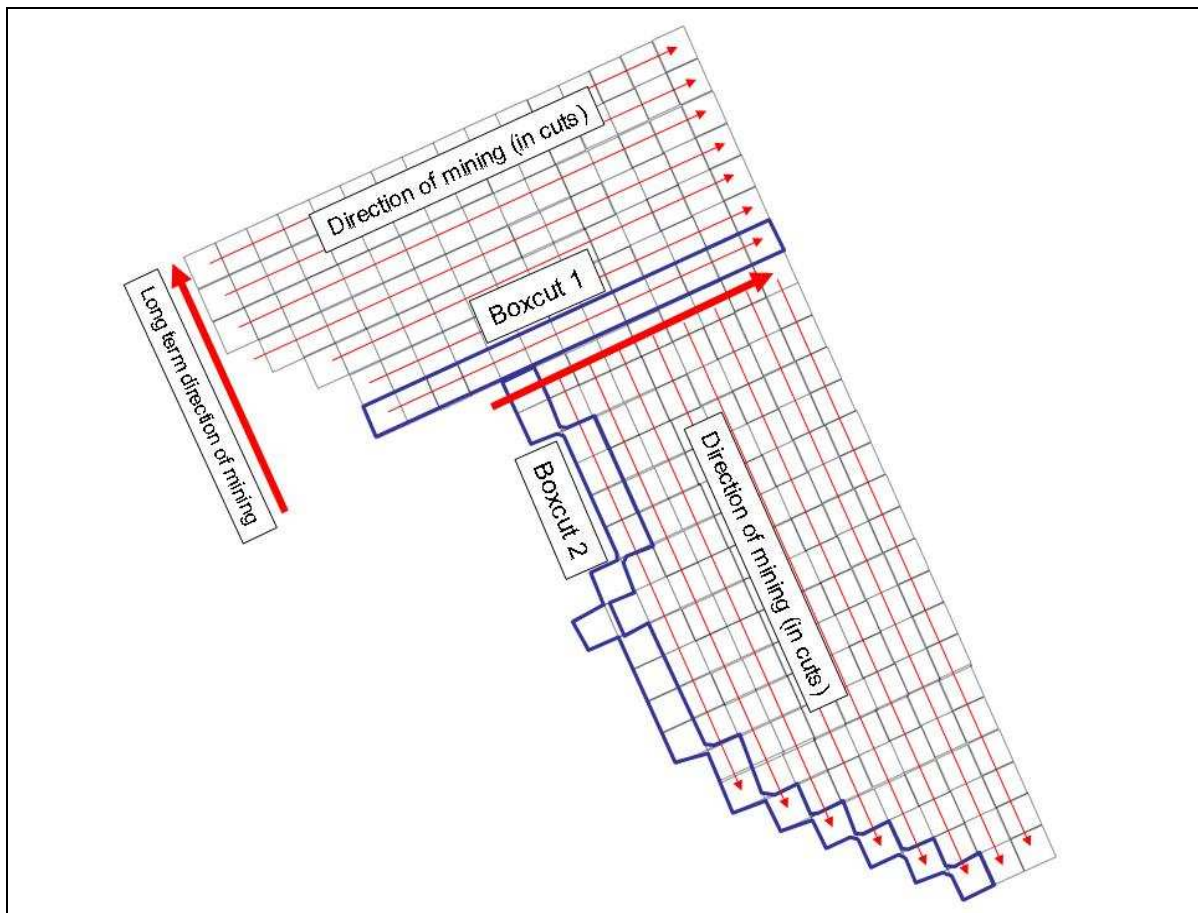 Direction of mining (in cuts)
Long term direction of mining
Boxcut 1
Boxcut 2
Direction of mining (in cuts)